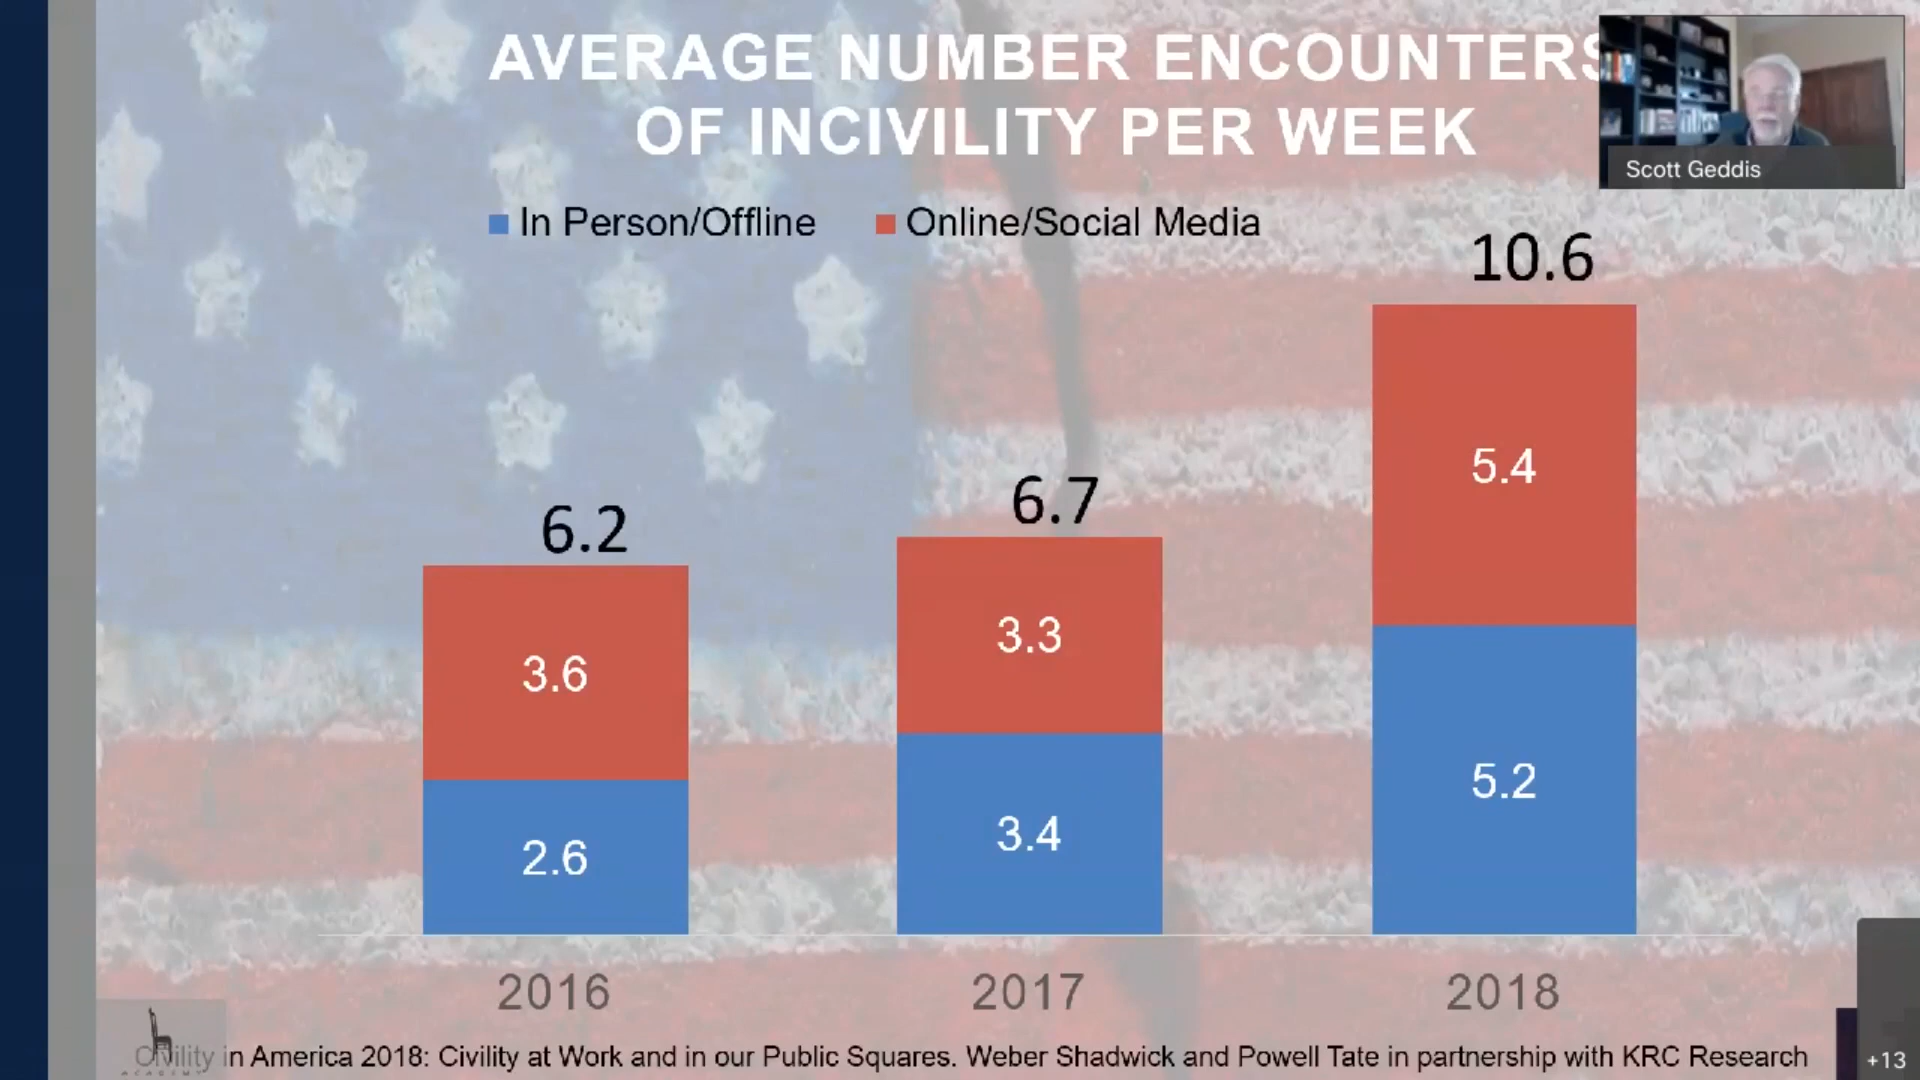 AVERAGE NUMBER ENCOUNTERS
OF INCIVILITY PER WEEK
Scott Geddis
In Person/Offline
Online/Social Media
10.6
6.7
6.2
5.4
3.3
3.6
5.2
3.4
2.6
2016
2017
2018
Civility in America 2018: Civility at Work and in our Public Squares. Weber Shadwick and Powell Tate in partnership with KRC Research
ACADEMY
+13